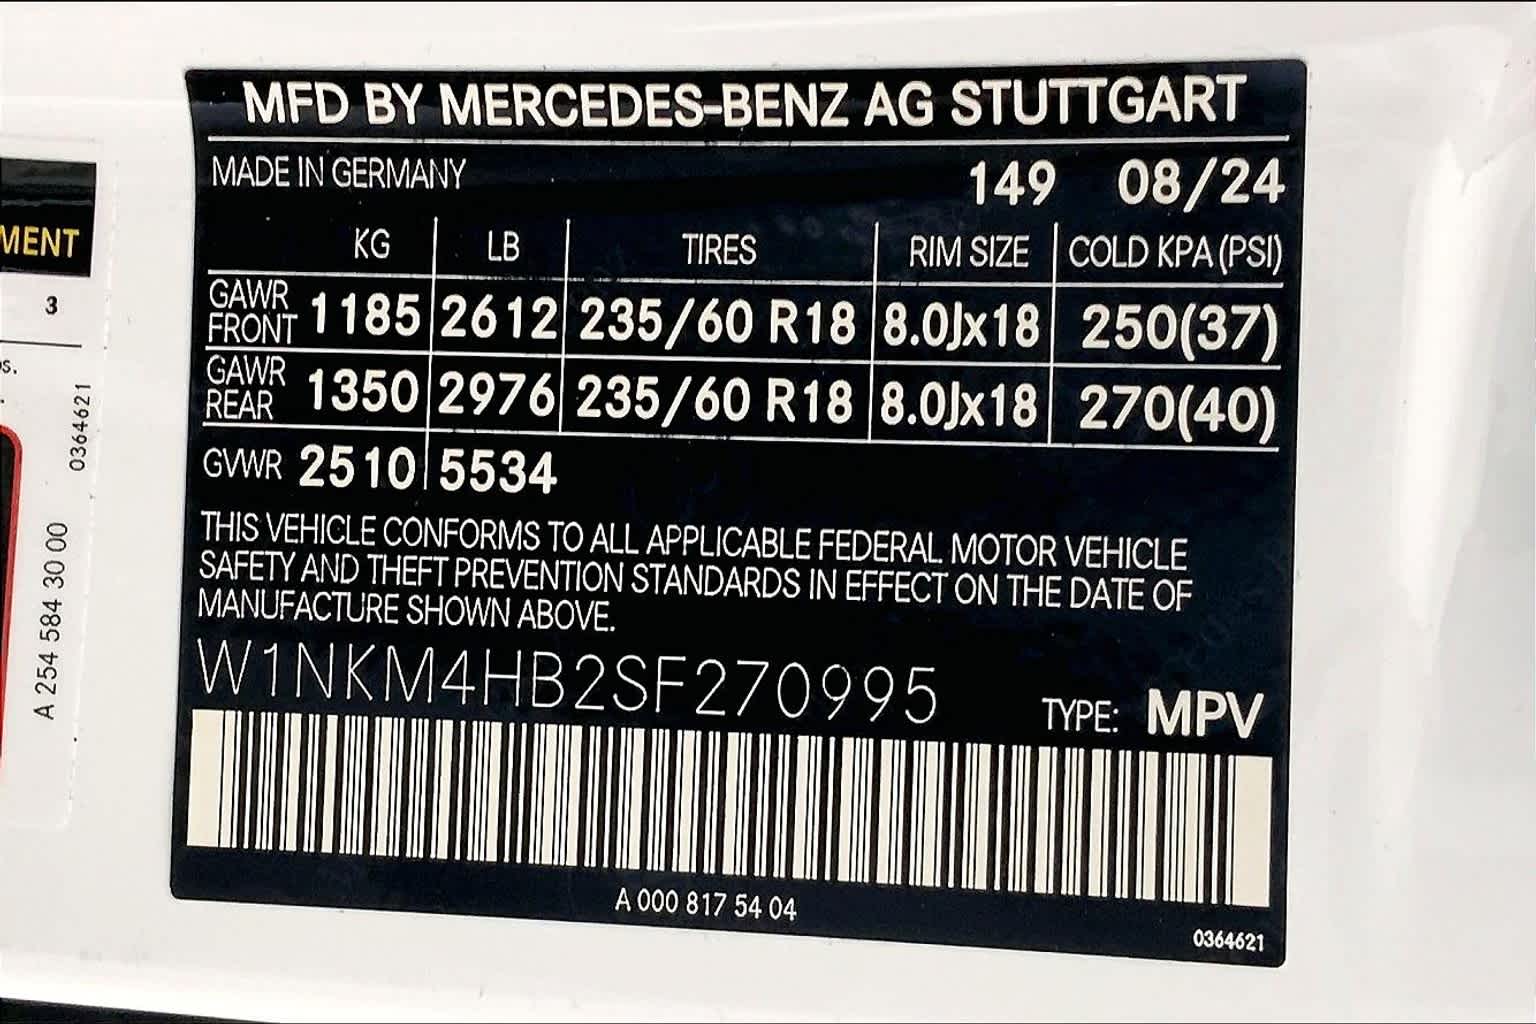 MFD BY MERCEDES-BENZ AG STUTTGART
MADE IN GERMANY 149 08/24
KG LB TIRES RIM SIZE COLD KPA (PSI)
GAWR FRONT 1185 2612 235/60 R18 8.0Jx18 250(37)
GAWR REAR 1350 2976 235/60 R18 8.0Jx18 270(40)
GVWR 2510 5534
THIS VEHICLE CONFORMS TO ALL APPLICABLE FEDERAL MOTOR VEHICLE
SAFETY AND THEFT PREVENTION STANDARDS IN EFFECT ON THE DATE OF
MANUFACTURE SHOWN ABOVE.
W1NKM4HB2SF270995
TYPE: MPV
A 000 817 54 04
0364621
3
0364621
A 254 584 30 00